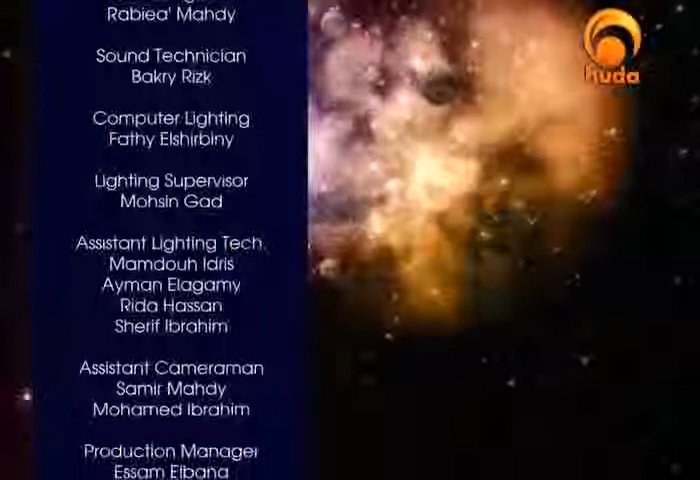 Rabiea' Mahdy
Sound Technician
Bakry Rizk
Computer Lighting
Fathy Elshirbiny
Lighting Supervisor
Mohsin Gad
Assistant Lighting Tech.
Mamdouh Idris
Ayman Elagamy
Rida Hassan
Sherif Ibrahim
Assistant Cameraman
Samir Mahdy
Mohamed Ibrahim
Production Manager
Essam Elbana
huda